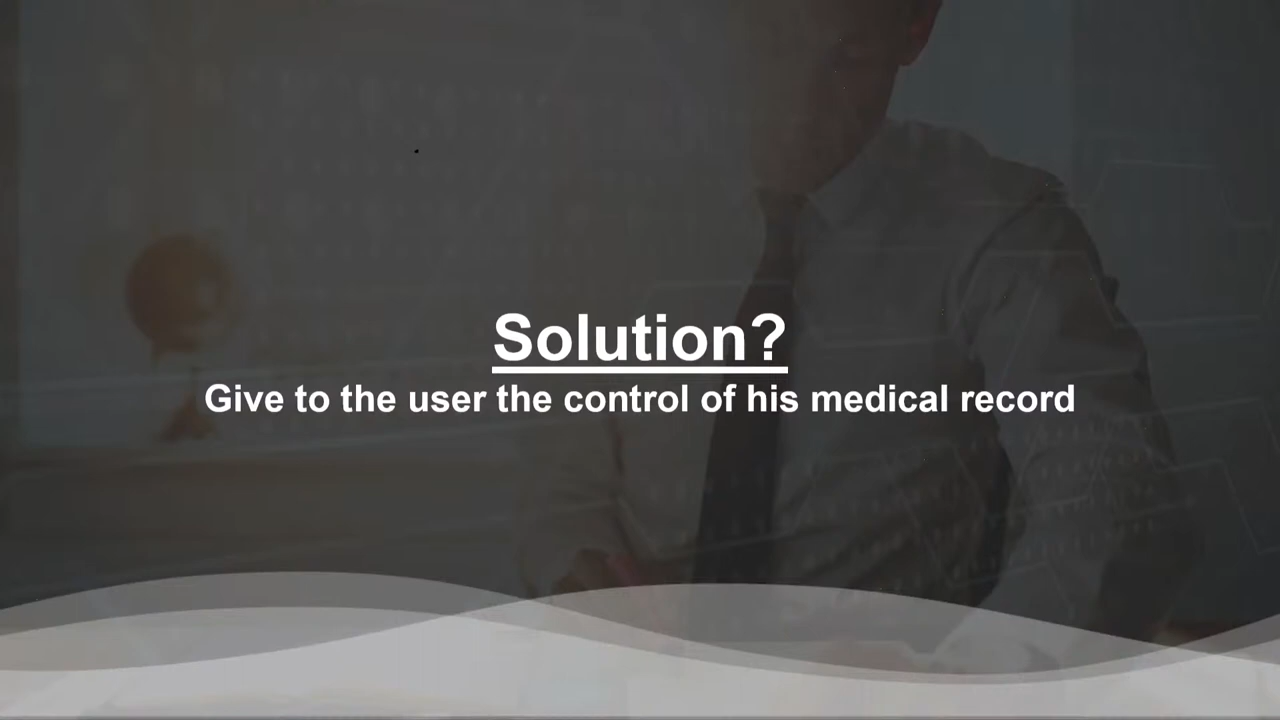 Solution?
Give to the user the control of his medical record